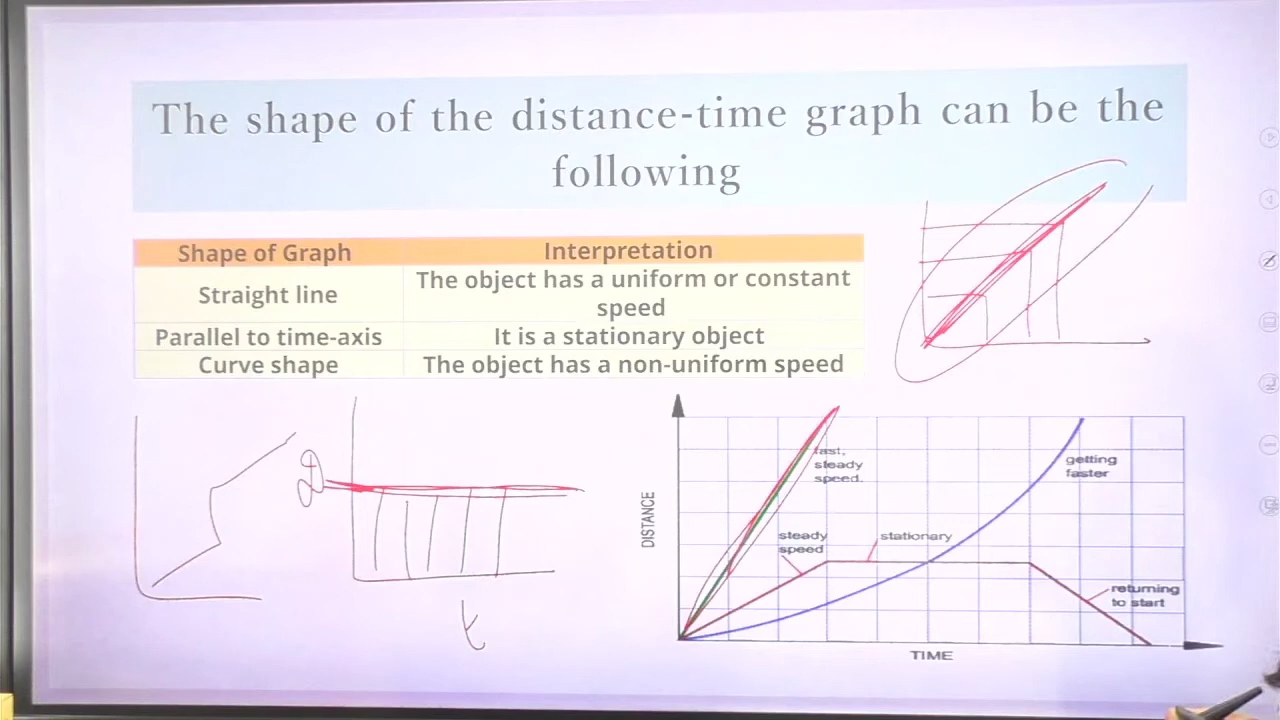 The shape of the distance-time graph can be the
following
Shape of Graph Interpretation
Straight line The object has a uniform or constant
speed
Parallel to time-axis It is a stationary object
Curve shape The object has a non-uniform speed
fast,
steady
speed.
getting
faster
steady
speed
stationary
returning
to start
DISTANCE
TIME
t